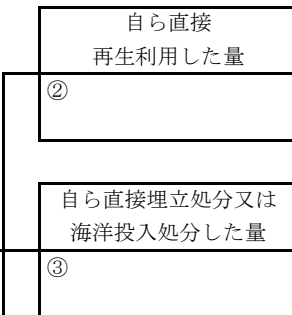 自ら直接
再生利用した量
②
自ら直接埋立処分又は
海洋投入処分した量
③